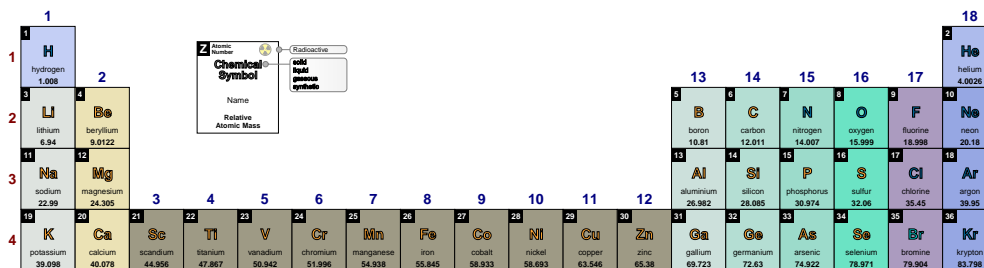 1 18
1 2
H He
hydrogen helium
1.008 4.0026
1
Z Atomic Number
Radioactive
Chemical Symbol
solid
liquid
gaseous
synthetic
Name
Relative
Atomic Mass
2 13 14 15 16 17
3 4 5 6 7 8 9 10
2 Li Be B C N O F Ne
lithium beryllium boron carbon nitrogen oxygen fluorine neon
6.94 9.0122 10.81 12.011 14.007 15.999 18.998 20.18
11 12 13 14 15 16 17 18
3 Na Mg Al Si P S Cl Ar
sodium magnesium aluminium silicon phosphorus sulfur chlorine argon
22.99 24.305 26.982 28.085 30.974 32.06 35.45 39.95
3 4 5 6 7 8 9 10 11 12
19 20 21 22 23 24 25 26 27 28 29 30 31 32 33 34 35 36
4 K Ca Sc Ti V Cr Mn Fe Co Ni Cu Zn Ga Ge As Se Br Kr
potassium calcium scandium titanium vanadium chromium manganese iron cobalt nickel copper zinc gallium germanium arsenic selenium bromine krypton
39.098 40.078 44.956 47.867 50.942 51.996 54.938 55.845 58.933 58.693 63.546 65.38 69.723 72.63 74.922 78.971 79.904 83.798